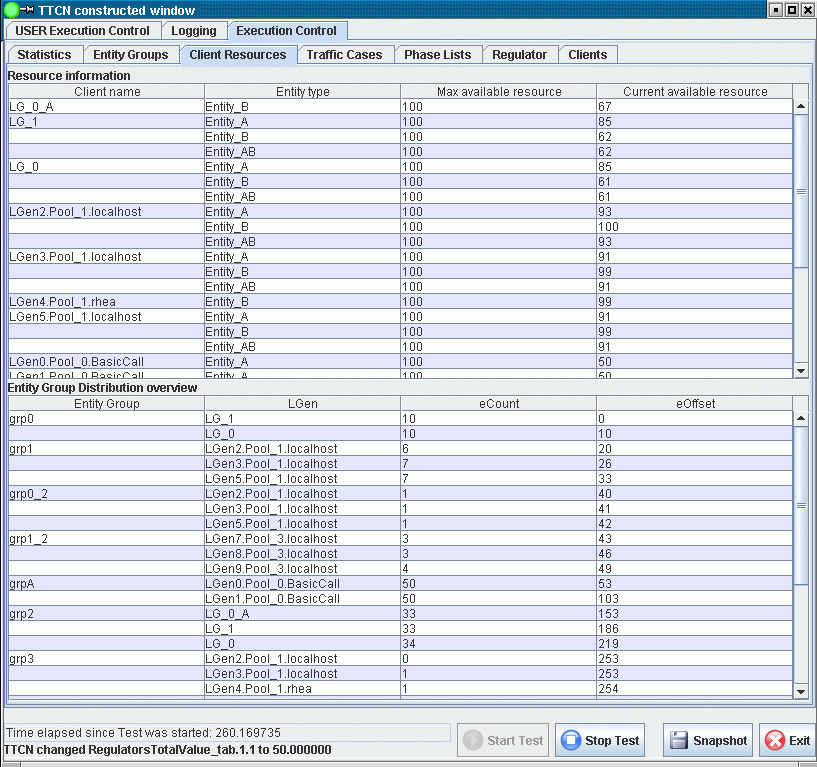 TTCN constructed window
USER Execution Control Logging Execution Control
Statistics Entity Groups Client Resources Traffic Cases Phase Lists Regulator Clients
Resource information
Client name Entity type Max available resource Current available resource
LG_0_A Entity_B 100 67
LG_1 Entity_A 100 85
Entity_B 100 62
Entity_AB 100 62
LG_0 Entity_A 100 85
Entity_B 100 61
Entity_AB 100 61
LGen2.Pool_1.localhost Entity_A 100 93
Entity_B 100 100
Entity_AB 100 93
LGen3.Pool_1.localhost Entity_A 100 91
Entity_B 100 99
Entity_AB 100 91
LGen4.Pool_1.rhea Entity_B 100 99
LGen5.Pool_1.localhost Entity_A 100 91
Entity_B 100 99
Entity_AB 100 91
LGen0.Pool_0.BasicCall Entity_A 100 50
LGen1.Pool_0.BasicCall Entity_A 100 50
Entity Group Distribution overview
Entity Group LGen eCount eOffset
grp0 LG_1 10 0
LG_0 10 10
grp1 LGen2.Pool_1.localhost 6 20
LGen3.Pool_1.localhost 7 26
LGen5.Pool_1.localhost 7 33
grp0_2 LGen2.Pool_1.localhost 1 40
LGen3.Pool_1.localhost 1 41
LGen5.Pool_1.localhost 1 42
grp1_2 LGen7.Pool_3.localhost 3 43
LGen8.Pool_3.localhost 3 46
LGen9.Pool_3.localhost 4 49
grpA LGen0.Pool_0.BasicCall 50 53
LGen1.Pool_0.BasicCall 50 103
grp2 LG_0_A 33 153
LG_1 33 186
LG_0 34 219
grp3 LGen2.Pool_1.localhost 0 253
LGen3.Pool_1.localhost 1 253
LGen4.Pool_1.rhea 1 254
Time elapsed since Test was started: 260.169735
TTCN changed RegulatorsTotalValue_tab.1.1 to 50.000000
Start Test Stop Test Snapshot Exit